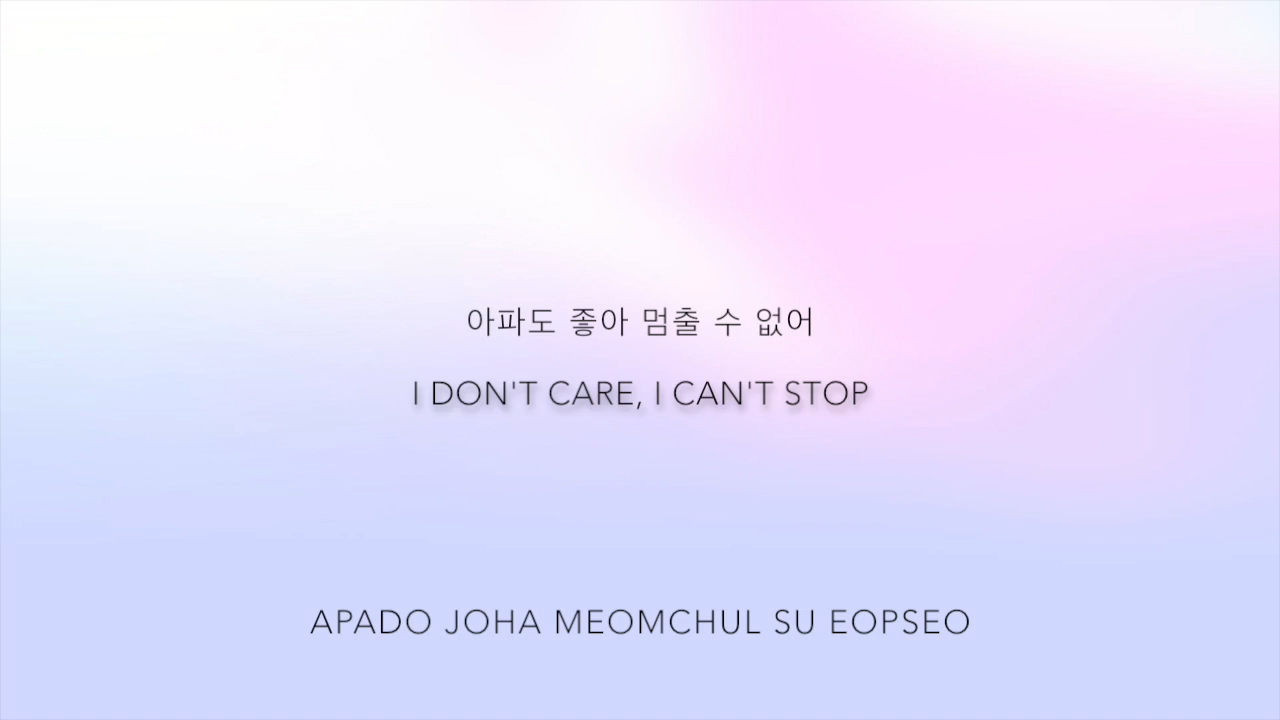 아파도 좋아 멈출 수 없어
I DON'T CARE, I CAN'T STOP
APADO JOHA MEOMCHUL SU EOPSEO